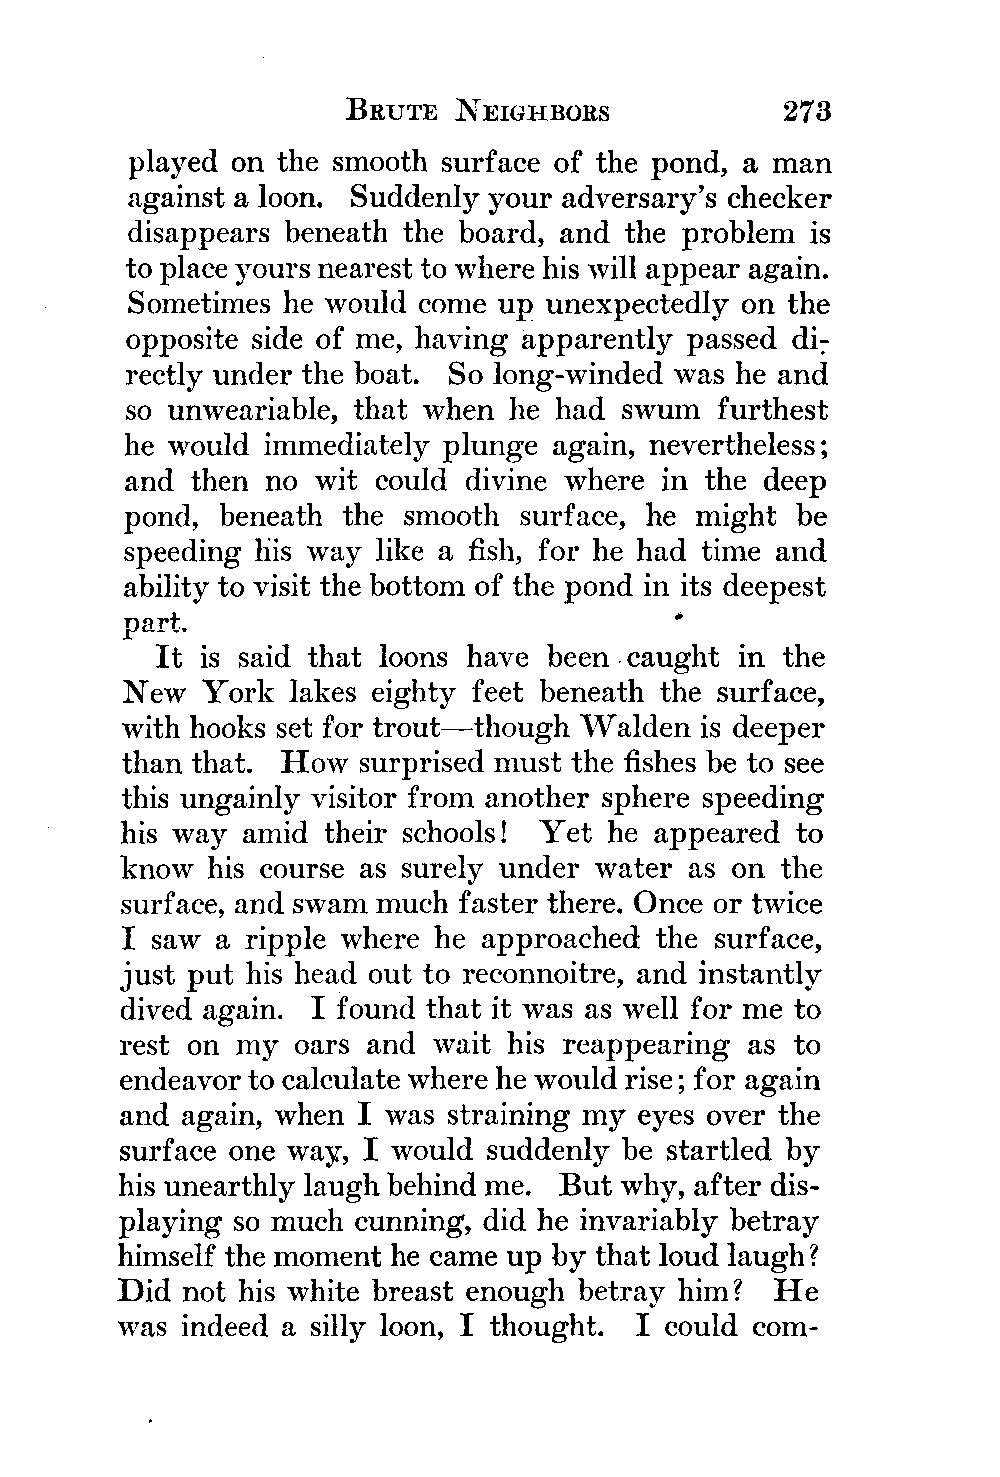 BRUTE NEIGHBORS 273
played on the smooth surface of the pond, a man
against a loon. Suddenly your adversary's checker
disappears beneath the board, and the problem is
to place yours nearest to where his will appear again.
Sometimes he would come up unexpectedly on the
opposite side of me, having apparently passed di-
rectly under the boat. So long-winded was he and
so unweariable, that when he had swum furthest
he would immediately plunge again, nevertheless;
and then no wit could divine where in the deep
pond, beneath the smooth surface, he might be
speeding his way like a fish, for he had time and
ability to visit the bottom of the pond in its deepest
part.
It is said that loons have been caught in the
New York lakes eighty feet beneath the surface,
with hooks set for trout—though Walden is deeper
than that. How surprised must the fishes be to see
this ungainly visitor from another sphere speeding
his way amid their schools! Yet he appeared to
know his course as surely under water as on the
surface, and swam much faster there. Once or twice
I saw a ripple where he approached the surface,
just put his head out to reconnoitre, and instantly
dived again. I found that it was as well for me to
rest on my oars and wait his reappearing as to
endeavor to calculate where he would rise; for again
and again, when I was straining my eyes over the
surface one way, I would suddenly be startled by
his unearthly laugh behind me. But why, after dis-
playing so much cunning, did he invariably betray
himself the moment he came up by that loud laugh?
Did not his white breast enough betray him? He
was indeed a silly loon, I thought. I could com-